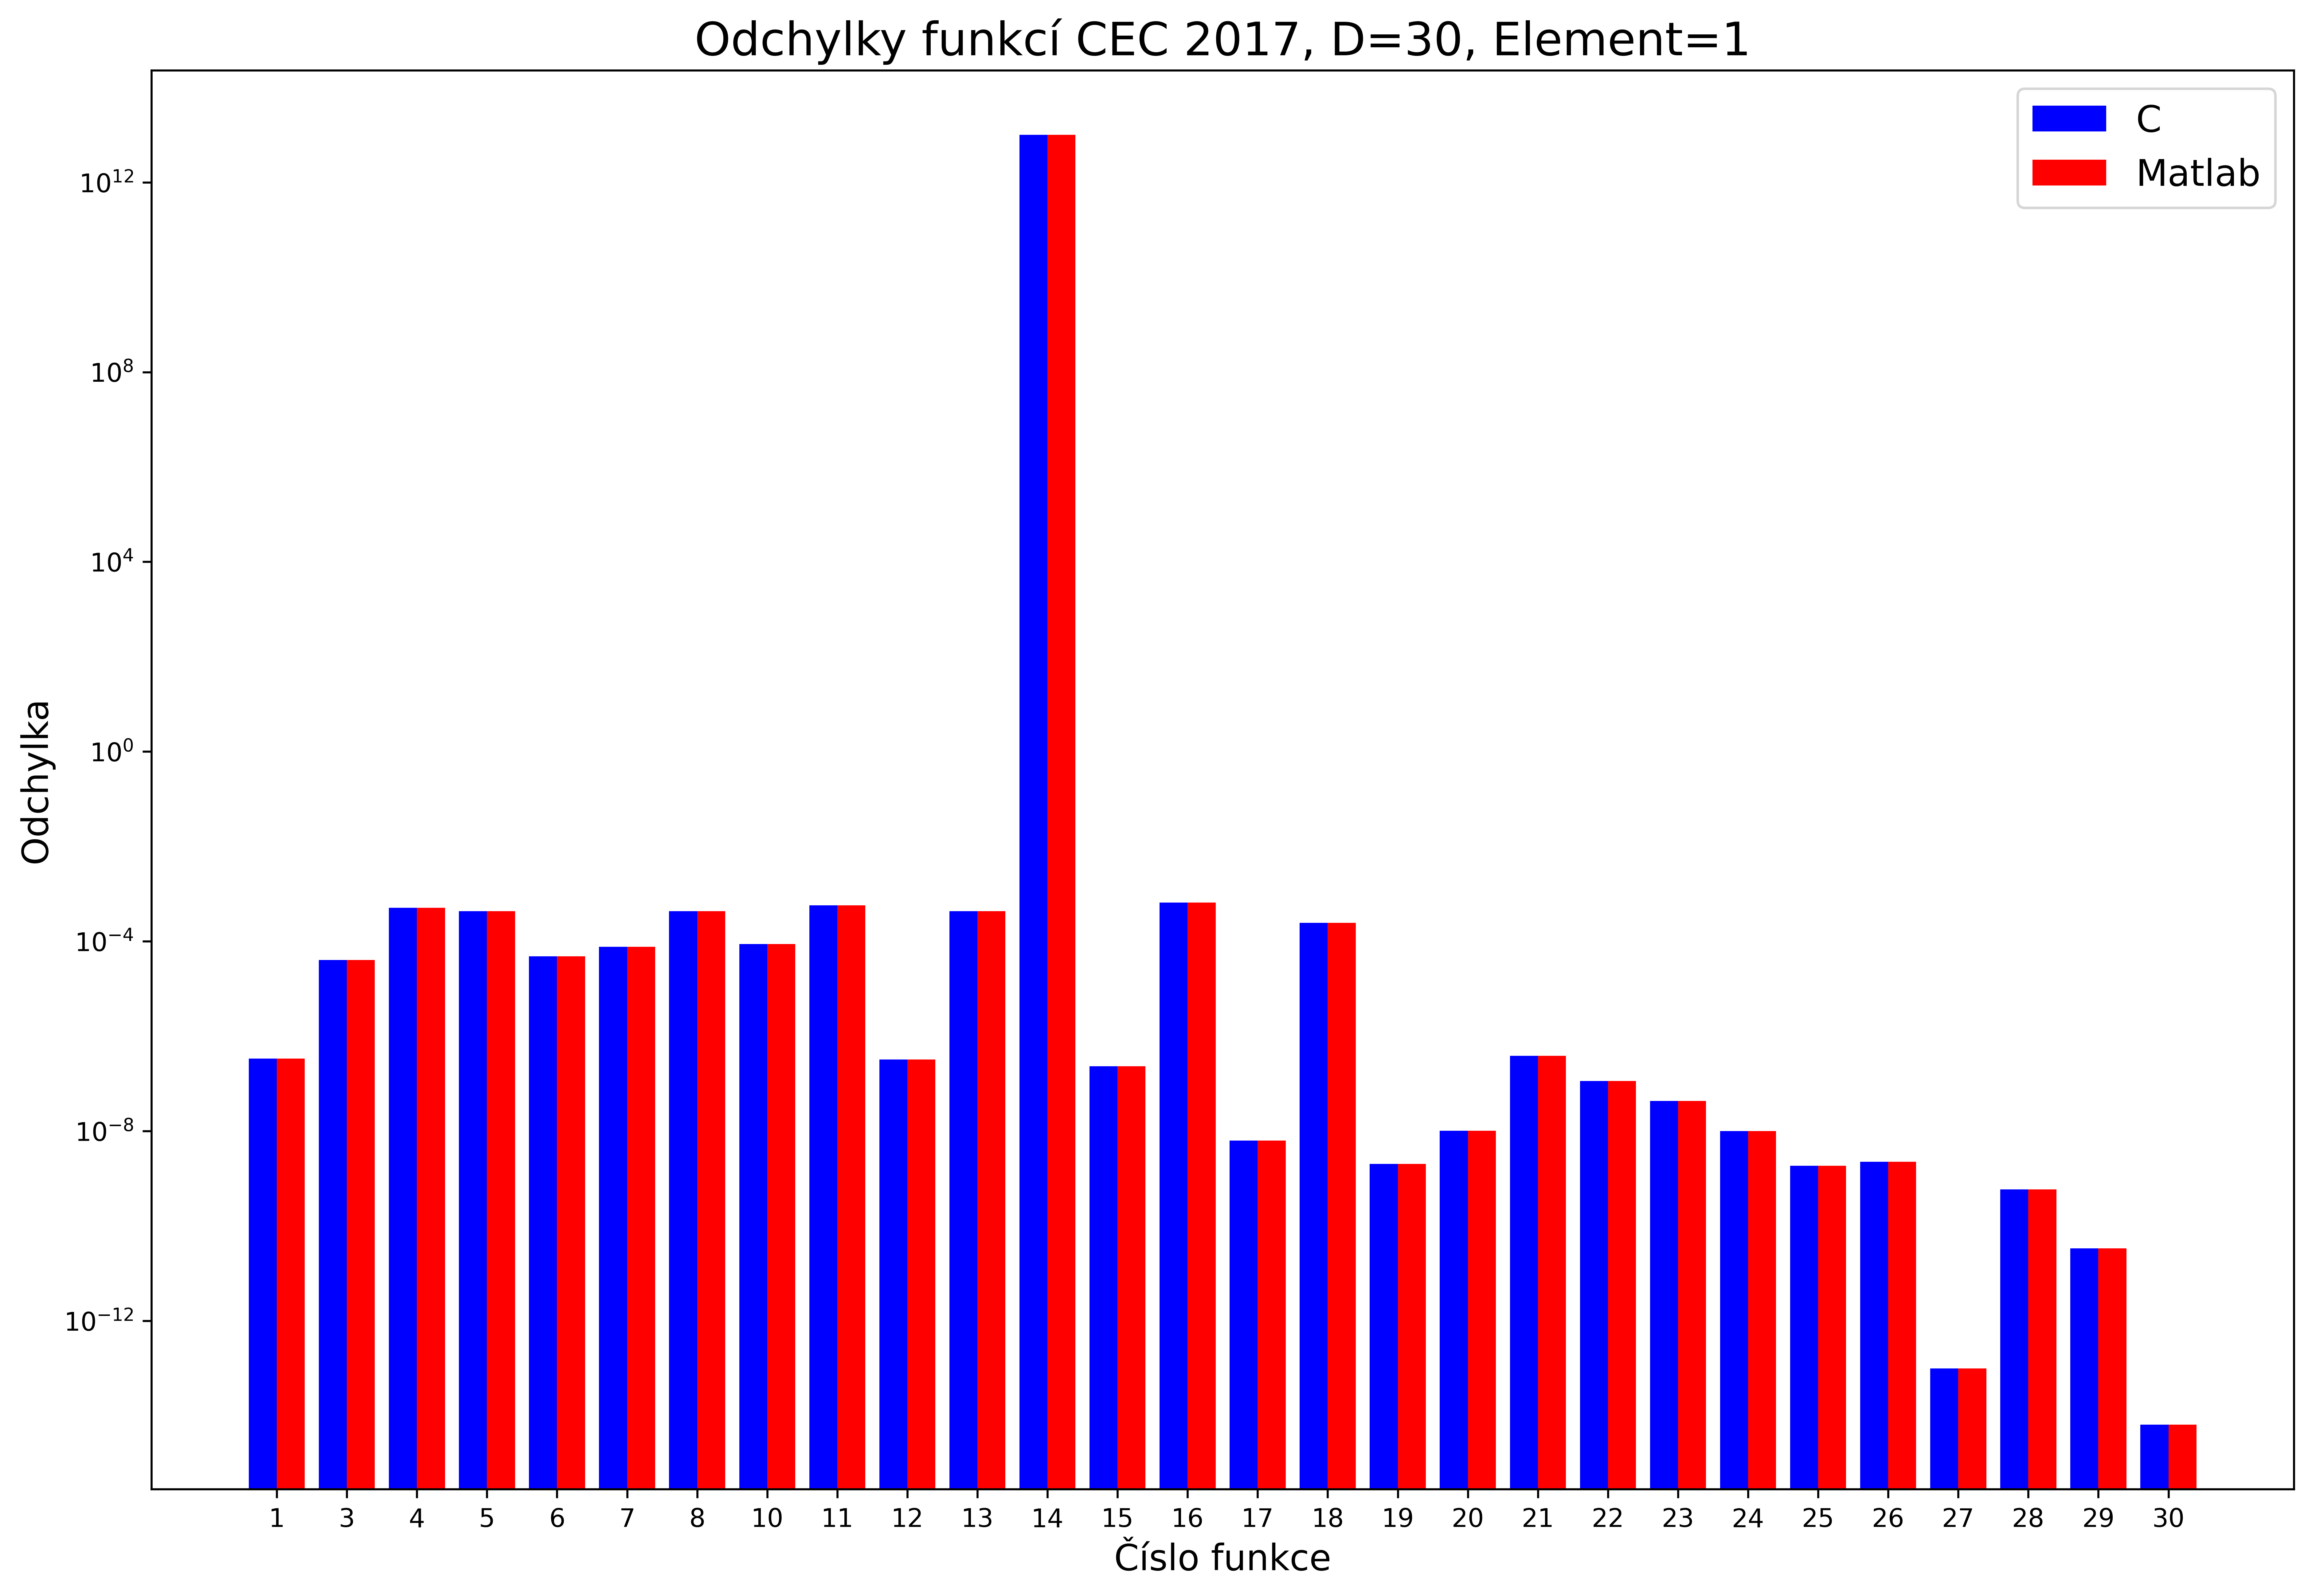 Odchylky funkcí CEC 2017, D=30, Element=1
C
Matlab
10^12
10^8
10^4
10^0
10^−4
10^−8
10^−12
Odchylka
1 3 4 5 6 7 8 10 11 12 13 14 15 16 17 18 19 20 21 22 23 24 25 26 27 28 29 30
Číslo funkce